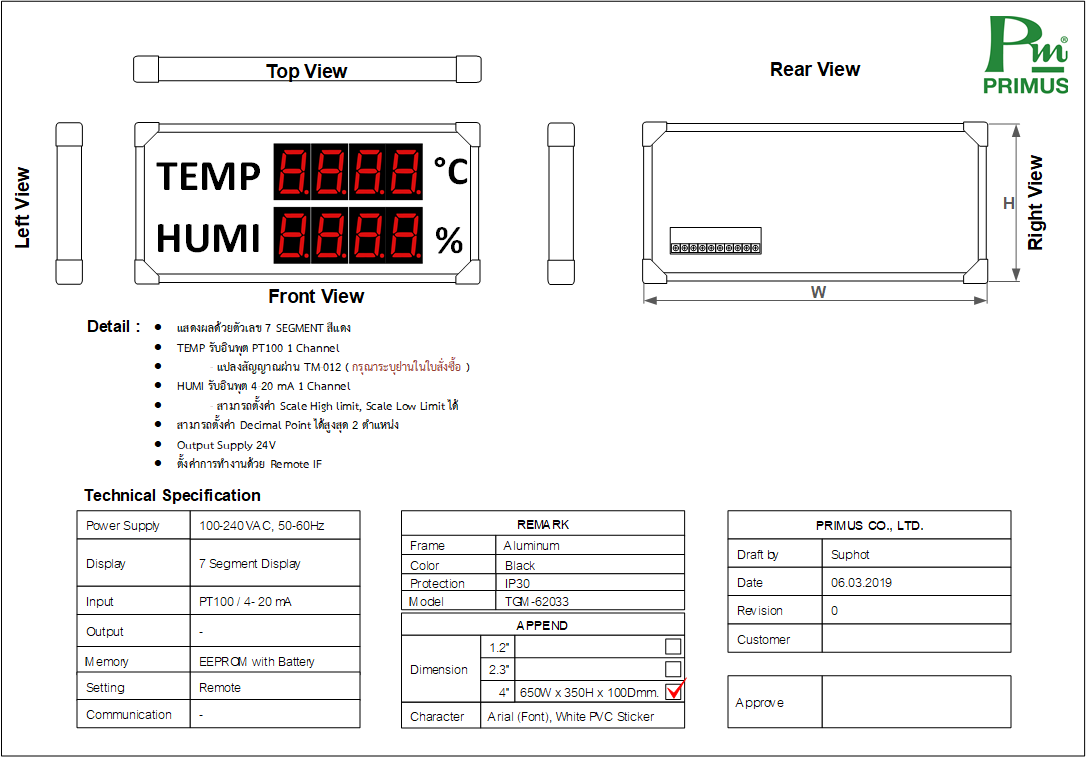 Pm®
PRIMUS
Top View
Rear View
Left View
TEMP 8.8.8.8. °C
HUMI 8.8.8.8. %
Front View
H
Right View
W
Detail :
● แสดงผลด้วยตัวเลข 7 SEGMENT สีแดง
● TEMP รับอินพุต PT100 1 Channel
● - แปลงสัญญาณผ่าน TM-012 ( กรุณาระบุย่านในใบสั่งซื้อ )
● HUMI รับอินพุต 4-20 mA 1 Channel
● - สามารถตั้งค่า Scale High limit, Scale Low Limit ได้
● สามารถตั้งค่า Decimal Point ได้สูงสุด 2 ตำแหน่ง
● Output Supply 24V
● ตั้งค่าการทำงานด้วย Remote IF
Technical Specification
Power Supply 100-240 VAC, 50-60Hz
Display 7 Segment Display
Input PT100 / 4- 20 mA
Output -
Memory EEPROM with Battery
Setting Remote
Communication -
REMARK
Frame Aluminum
Color Black
Protection IP30
Model TGM-62033
APPEND
Dimension
1.2"
2.3"
4" 650W x 350H x 100Dmm.
Character Arial (Font), White PVC Sticker
PRIMUS CO., LTD.
Draft by Suphot
Date 06.03.2019
Revision 0
Customer
Approve